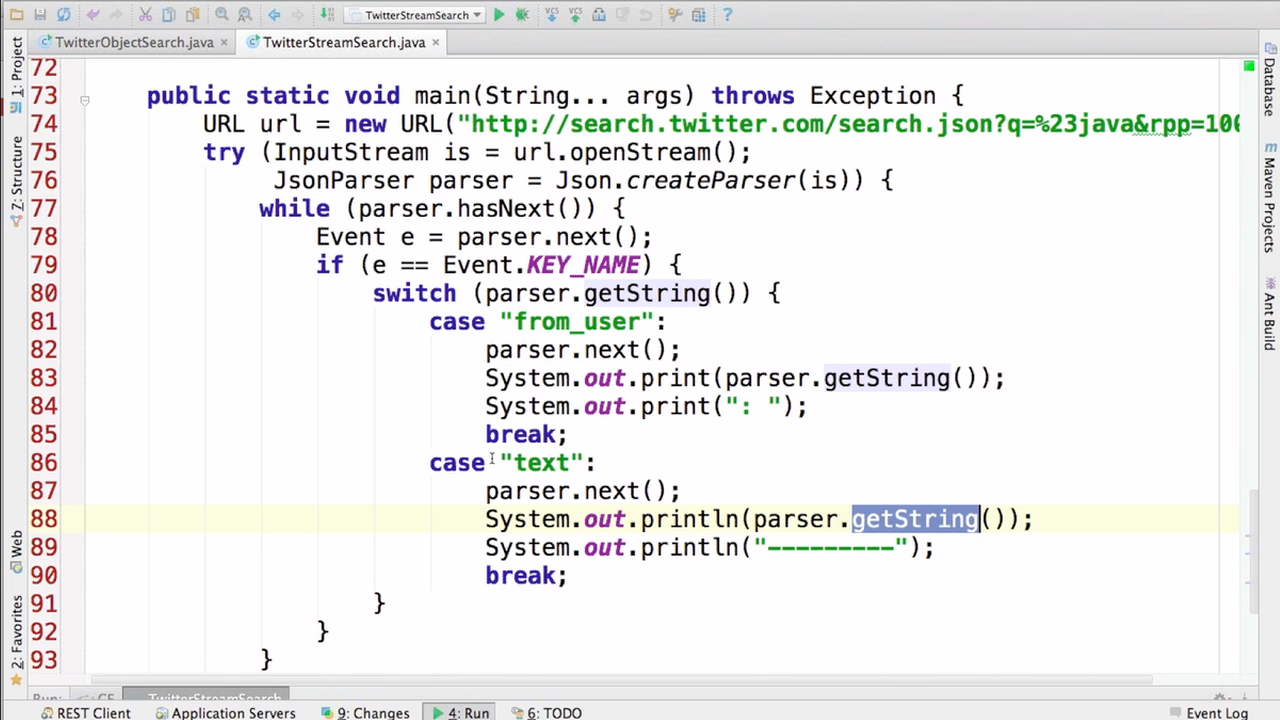 TwitterStreamSearch
TwitterObjectSearch.java
TwitterStreamSearch.java
72
73 public static void main(String... args) throws Exception {
74 URL url = new URL("http://search.twitter.com/search.json?q=%23java&rpp=100
75 try (InputStream is = url.openStream();
76 JsonParser parser = Json.createParser(is)) {
77 while (parser.hasNext()) {
78 Event e = parser.next();
79 if (e == Event.KEY_NAME) {
80 switch (parser.getString()) {
81 case "from_user":
82 parser.next();
83 System.out.print(parser.getString());
84 System.out.print(": ");
85 break;
86 case "text":
87 parser.next();
88 System.out.println(parser.getString());
89 System.out.println("---------");
90 break;
91 }
92 }
93 }
1: Project
7: Structure
Web
2: Favorites
Database
Maven Projects
Ant Build
Run: GF TwitterStreamSearch
REST Client Application Servers 9: Changes 4: Run 6: TODO Event Log